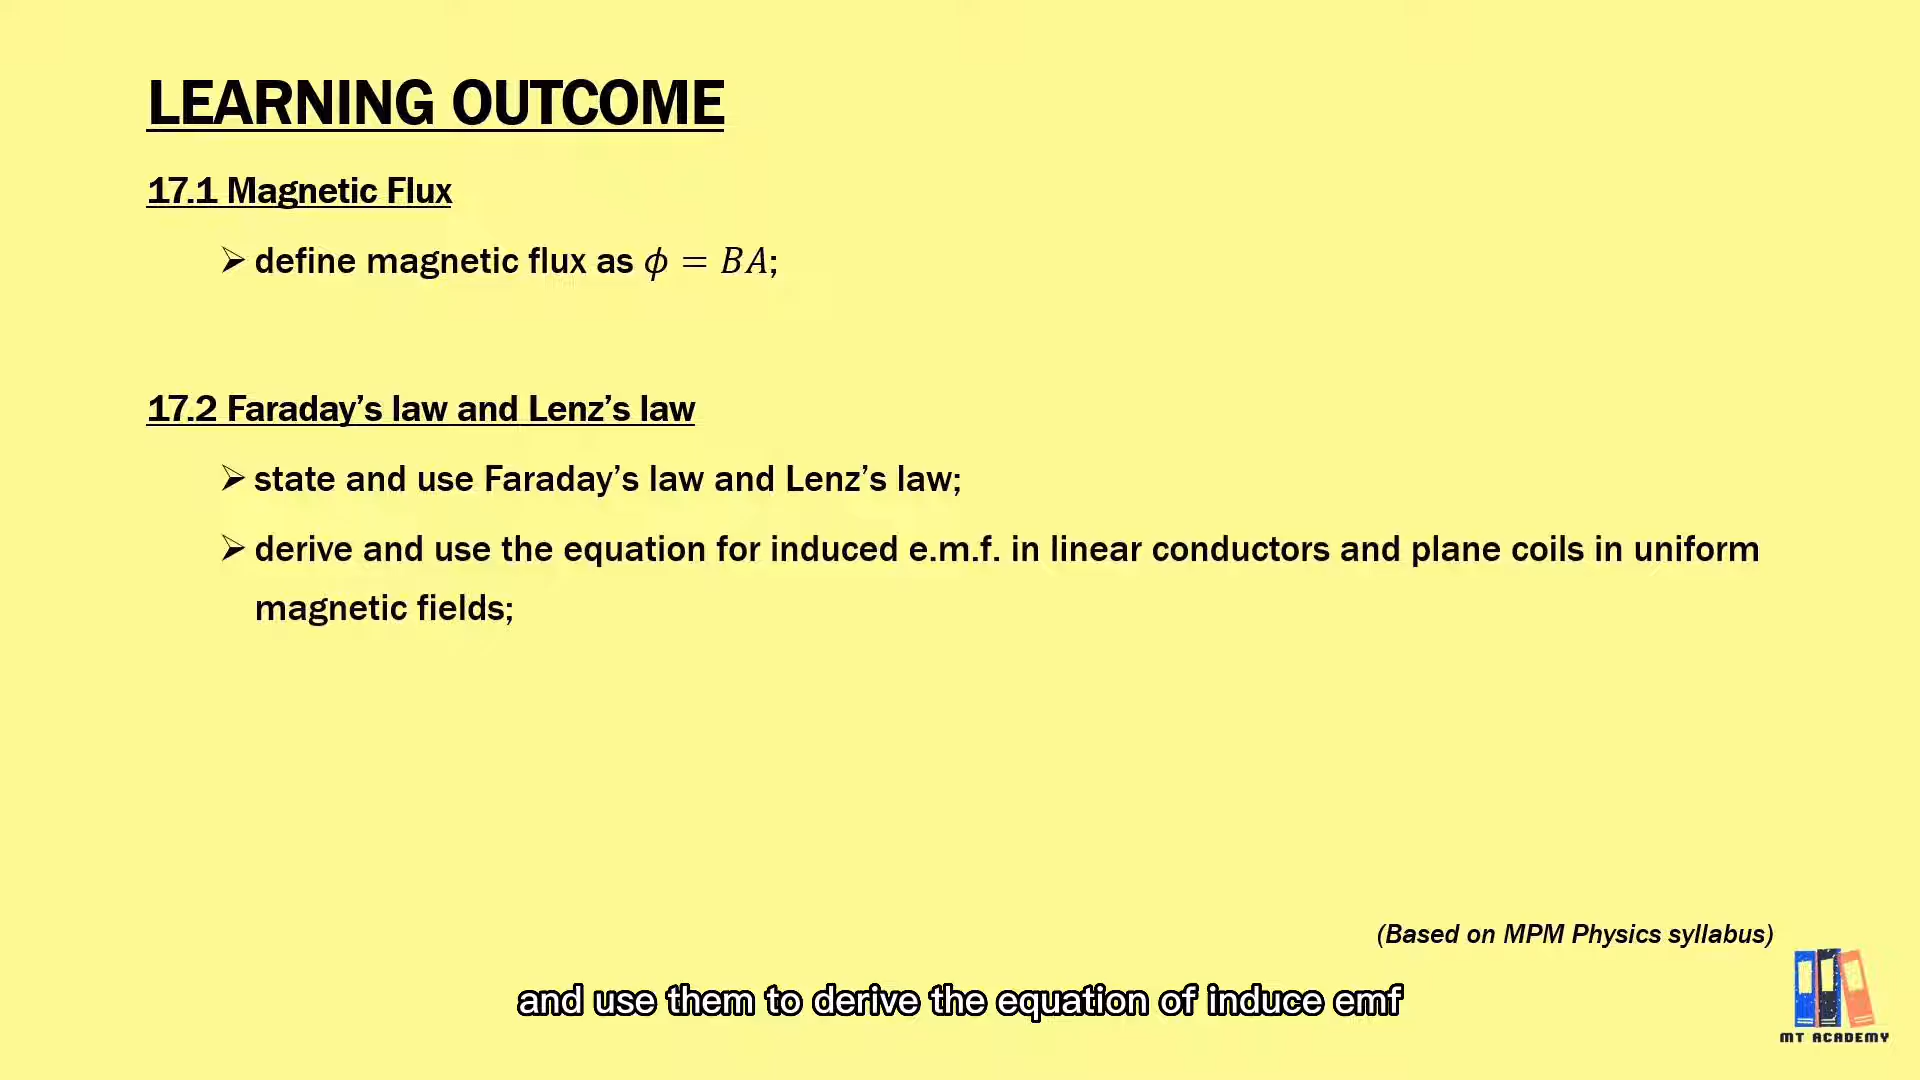 LEARNING OUTCOME
17.1 Magnetic Flux
➢ define magnetic flux as ϕ = BA;
17.2 Faraday’s law and Lenz’s law
➢ state and use Faraday’s law and Lenz’s law;
➢ derive and use the equation for induced e.m.f. in linear conductors and plane coils in uniform
magnetic fields;
(Based on MPM Physics syllabus)
and use them to derive the equation of induce emf
MT ACADEMY